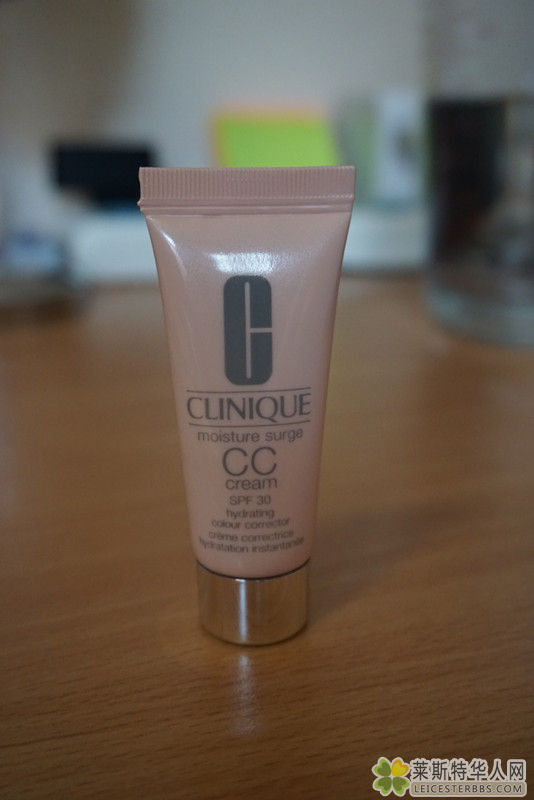 C
CLINIQUE
moisture surge
CC
cream
SPF 30
hydrating
colour corrector
crème correctrice
hydratation instantanée
莱斯特华人网
LEICESTERBBS.COM